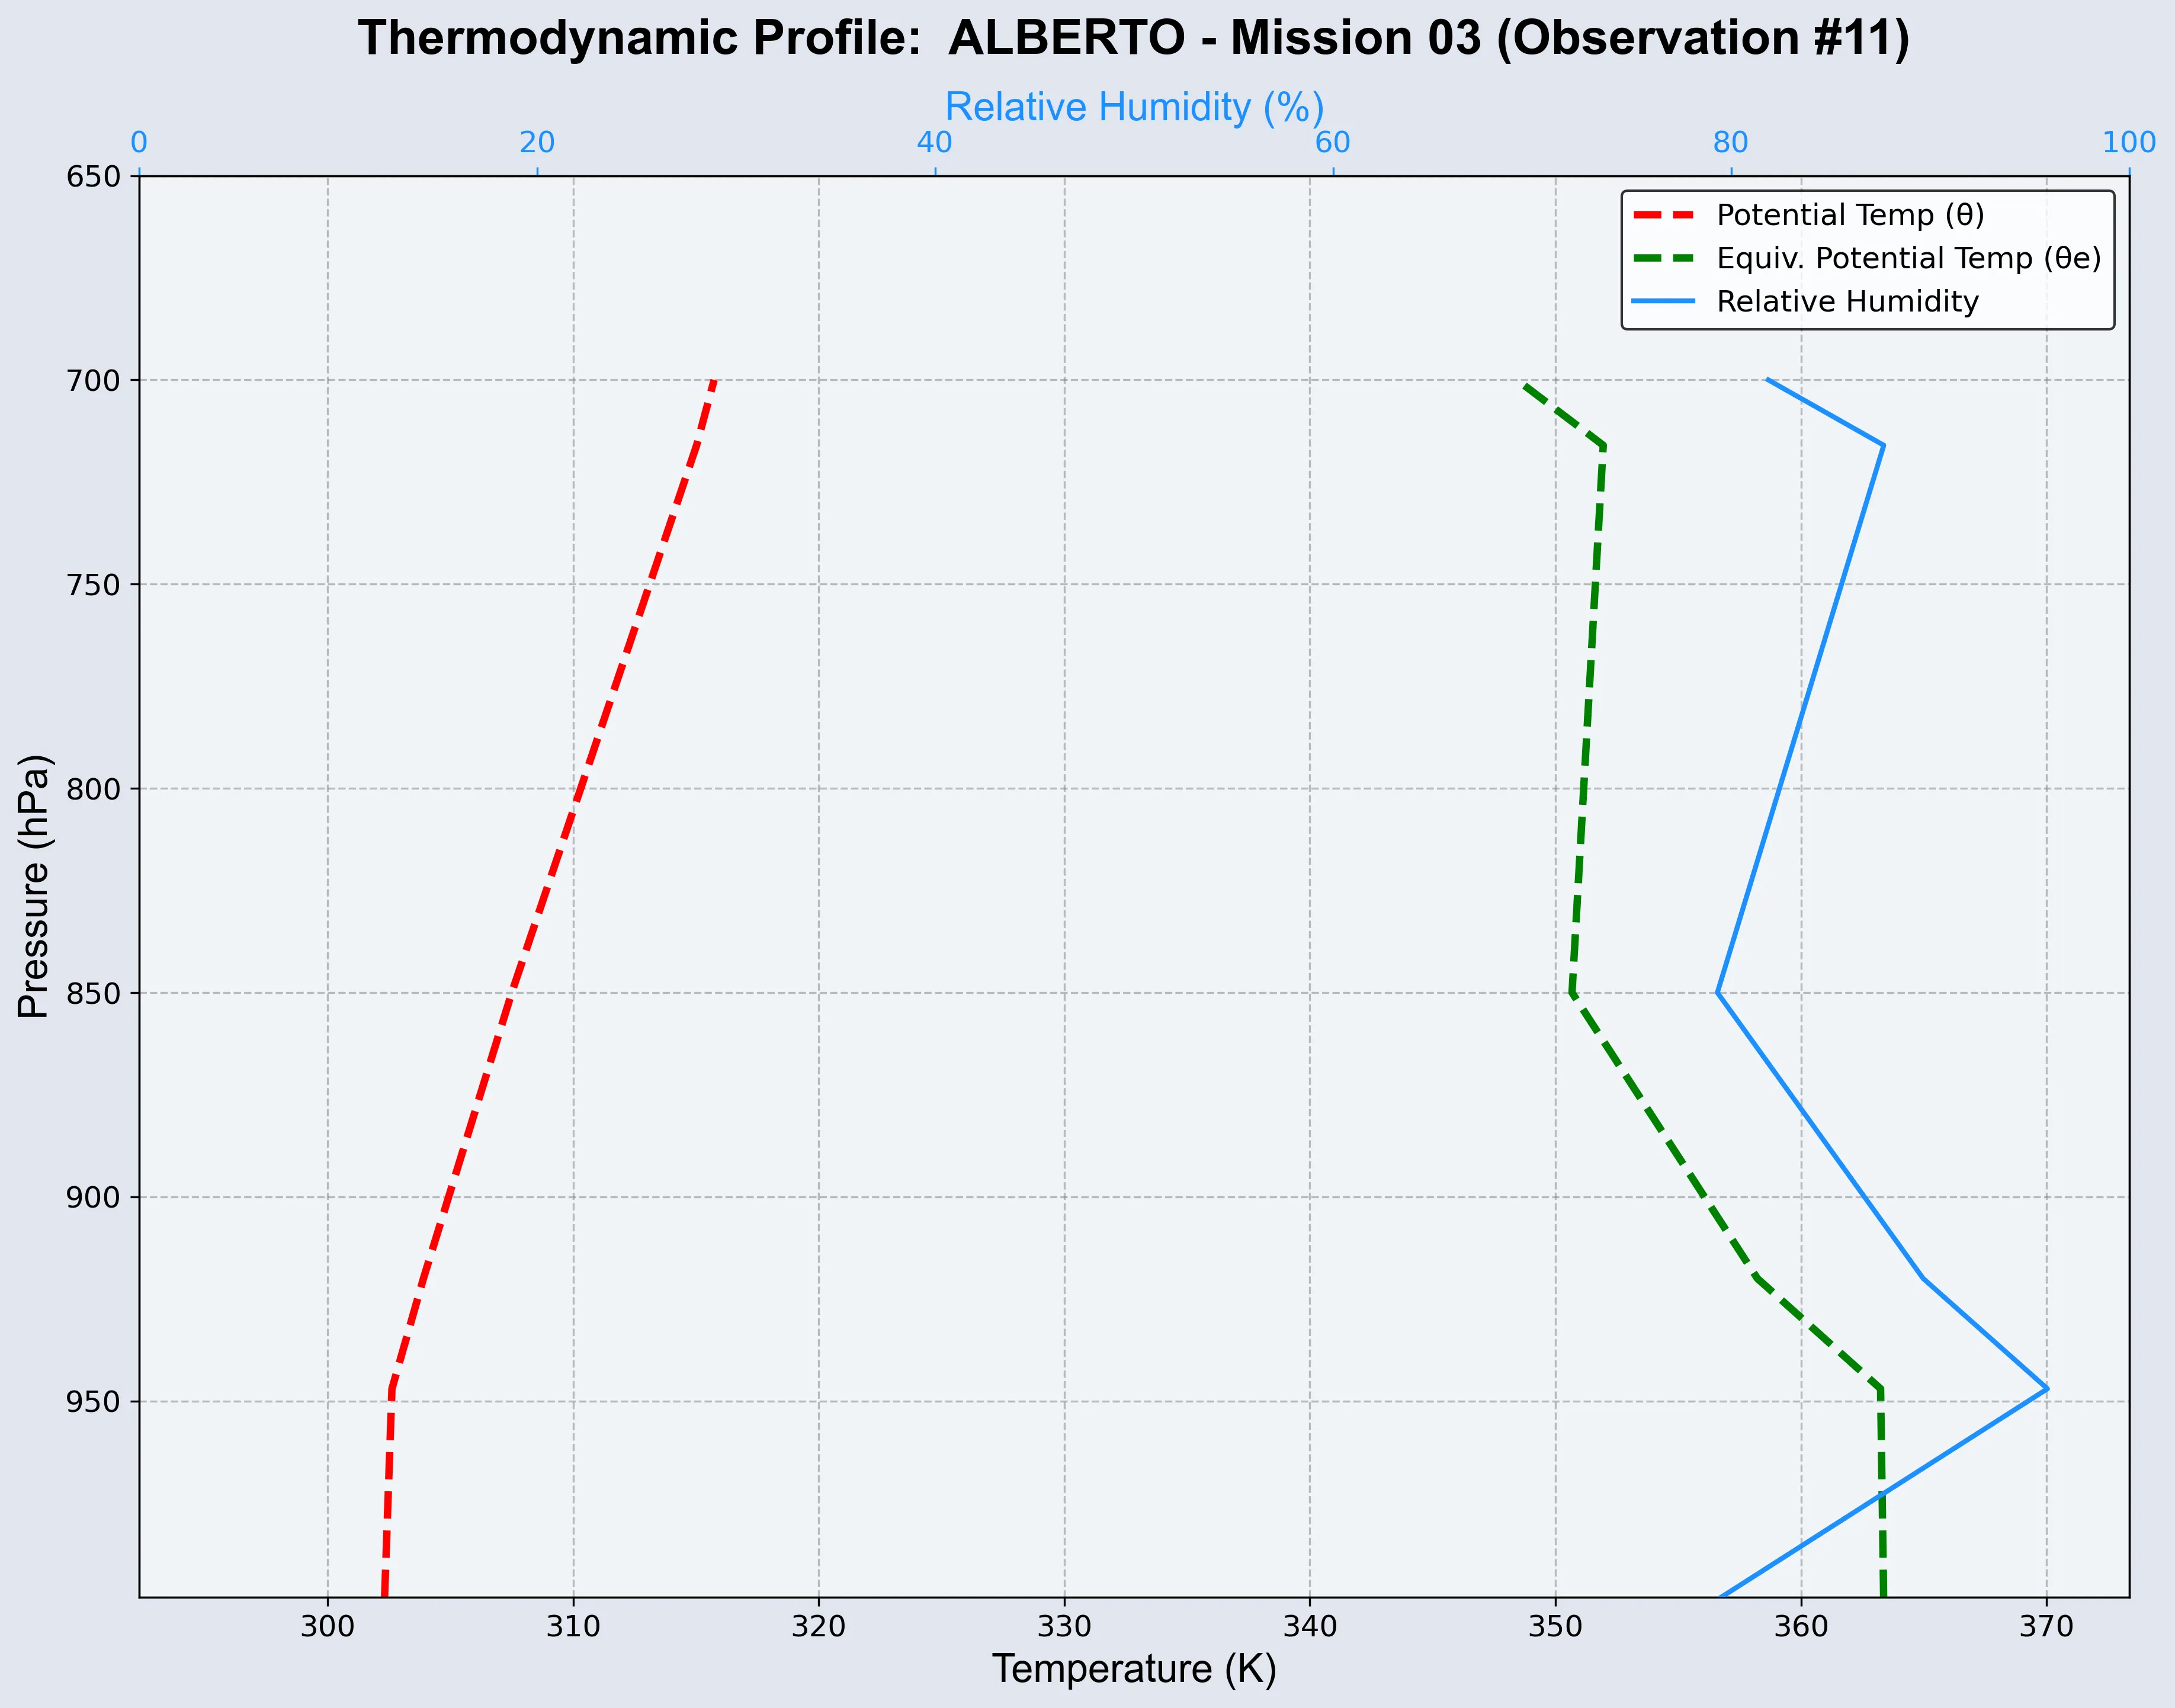 Thermodynamic Profile:  ALBERTO - Mission 03 (Observation #11)
Relative Humidity (%)
0 20 40 60 80 100
Potential Temp (θ)
Equiv. Potential Temp (θe)
Relative Humidity
Pressure (hPa)
650
700
750
800
850
900
950
300 310 320 330 340 350 360 370
Temperature (K)